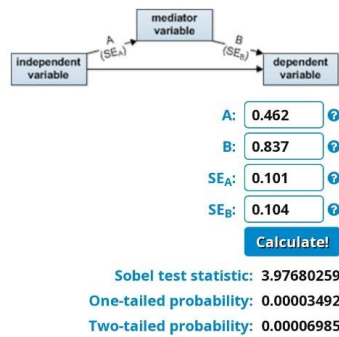 mediator
variable
A
(SEA)
B
(SEB)
independent
variable
dependent
variable
A: 0.462 ?
B: 0.837 ?
SEA: 0.101 ?
SEB: 0.104 ?
Calculate!
Sobel test statistic: 3.97680259
One-tailed probability: 0.00003492
Two-tailed probability: 0.00006985